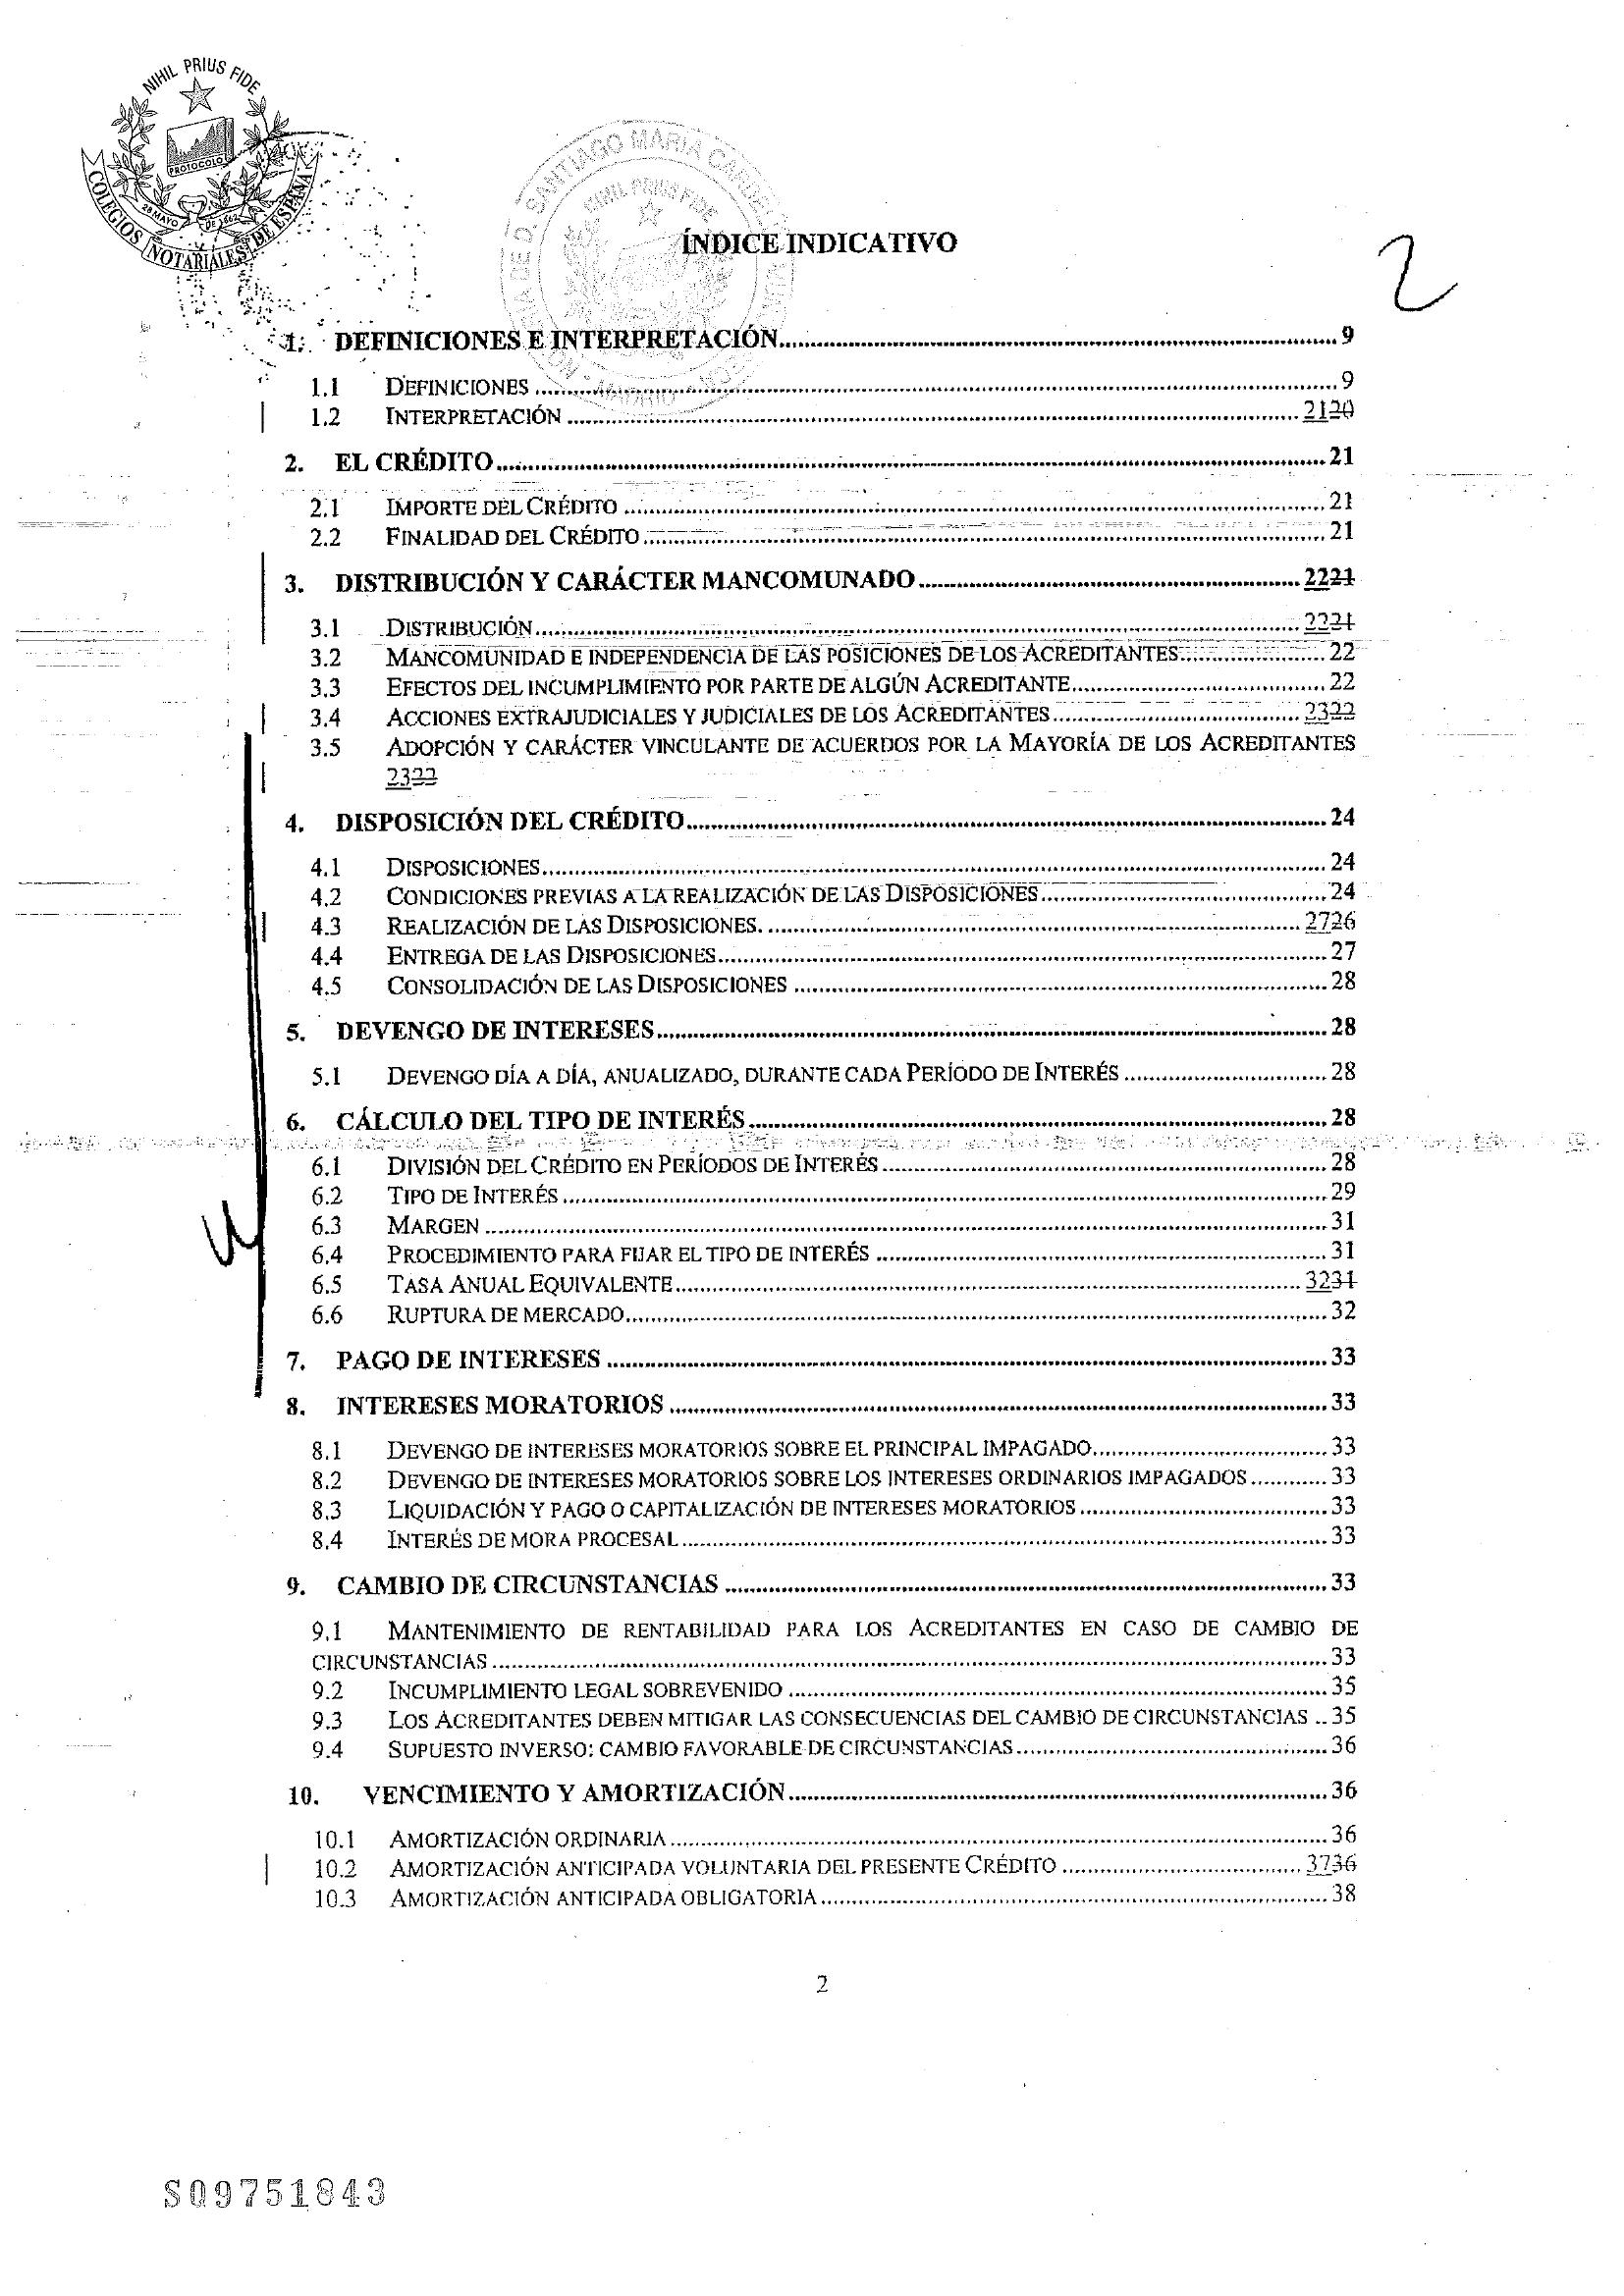 NIHIL PRIUS FIDE
PROTOCOLO
28 MAYO DE 1862
COLEGIOS NOTARIALES DE ESPAÑA
DE D. SANTIAGO MARIA
NIHIL PRIUS FIDE
MADRID
ÍNDICE INDICATIVO
2
1. DEFINICIONES E INTERPRETACIÓN 9
1.1 DEFINICIONES 9
1.2 INTERPRETACIÓN 2120
2. EL CRÉDITO 21
2.1 IMPORTE DEL CRÉDITO 21
2.2 FINALIDAD DEL CRÉDITO 21
3. DISTRIBUCIÓN Y CARÁCTER MANCOMUNADO 2221
3.1 DISTRIBUCIÓN 2221
3.2 MANCOMUNIDAD E INDEPENDENCIA DE LAS POSICIONES DE LOS ACREDITANTES 22
3.3 EFECTOS DEL INCUMPLIMIENTO POR PARTE DE ALGÚN ACREDITANTE 22
3.4 ACCIONES EXTRAJUDICIALES Y JUDICIALES DE LOS ACREDITANTES 2322
3.5 ADOPCIÓN Y CARÁCTER VINCULANTE DE ACUERDOS POR LA MAYORÍA DE LOS ACREDITANTES
2322
4. DISPOSICIÓN DEL CRÉDITO 24
4.1 DISPOSICIONES 24
4.2 CONDICIONES PREVIAS A LA REALIZACIÓN DE LAS DISPOSICIONES 24
4.3 REALIZACIÓN DE LAS DISPOSICIONES. 2726
4.4 ENTREGA DE LAS DISPOSICIONES 27
4.5 CONSOLIDACIÓN DE LAS DISPOSICIONES 28
5. DEVENGO DE INTERESES 28
5.1 DEVENGO DÍA A DÍA, ANUALIZADO, DURANTE CADA PERÍODO DE INTERÉS 28
6. CÁLCULO DEL TIPO DE INTERÉS 28
6.1 DIVISIÓN DEL CRÉDITO EN PERÍODOS DE INTERÉS 28
6.2 TIPO DE INTERÉS 29
6.3 MARGEN 31
6.4 PROCEDIMIENTO PARA FIJAR EL TIPO DE INTERÉS 31
6.5 TASA ANUAL EQUIVALENTE 3231
6.6 RUPTURA DE MERCADO 32
7. PAGO DE INTERESES 33
8. INTERESES MORATORIOS 33
8.1 DEVENGO DE INTERESES MORATORIOS SOBRE EL PRINCIPAL IMPAGADO 33
8.2 DEVENGO DE INTERESES MORATORIOS SOBRE LOS INTERESES ORDINARIOS IMPAGADOS 33
8.3 LIQUIDACIÓN Y PAGO O CAPITALIZACIÓN DE INTERESES MORATORIOS 33
8.4 INTERÉS DE MORA PROCESAL 33
9. CAMBIO DE CIRCUNSTANCIAS 33
9.1 MANTENIMIENTO DE RENTABILIDAD PARA LOS ACREDITANTES EN CASO DE CAMBIO DE
CIRCUNSTANCIAS 33
9.2 INCUMPLIMIENTO LEGAL SOBREVENIDO 35
9.3 LOS ACREDITANTES DEBEN MITIGAR LAS CONSECUENCIAS DEL CAMBIO DE CIRCUNSTANCIAS .. 35
9.4 SUPUESTO INVERSO: CAMBIO FAVORABLE DE CIRCUNSTANCIAS 36
10. VENCIMIENTO Y AMORTIZACIÓN 36
10.1 AMORTIZACIÓN ORDINARIA 36
10.2 AMORTIZACIÓN ANTICIPADA VOLUNTARIA DEL PRESENTE CRÉDITO 3736
10.3 AMORTIZACIÓN ANTICIPADA OBLIGATORIA 38
2
S09751843